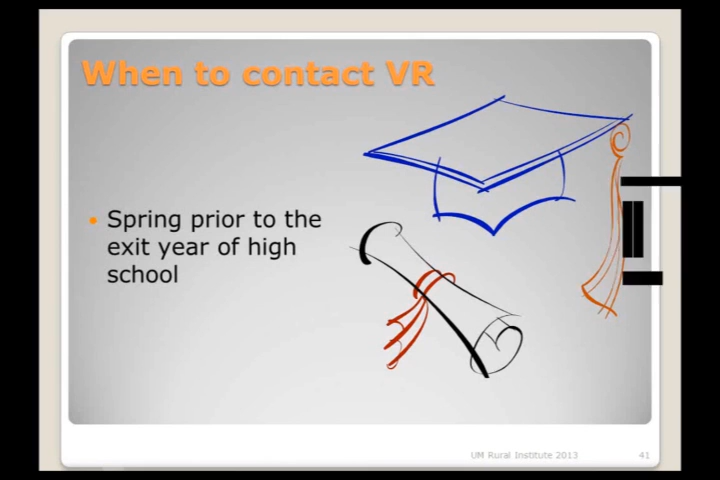 When to contact VR
Spring prior to the
exit year of high
school
UM Rural Institute 2013
41